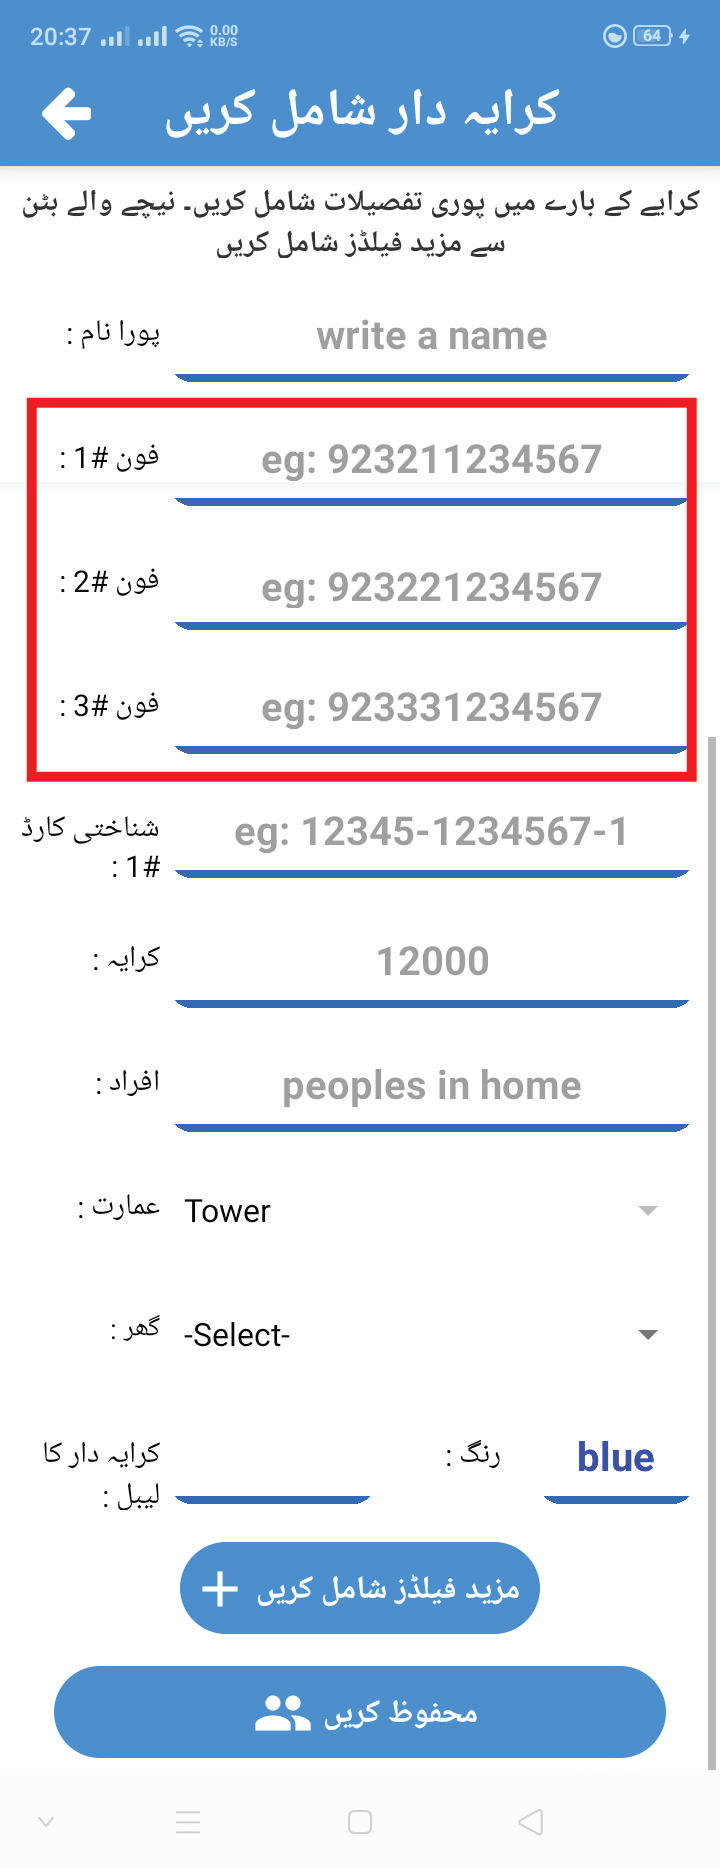 20:37 0.00 KB/S 64
کرایہ دار شامل کریں
کرایے کے بارے میں پوری تفصیلات شامل کریں۔ نیچے والے بٹن
سے مزید فیلڈز شامل کریں
پورا نام :
write a name
فون #1 :
eg: 923211234567
فون #2 :
eg: 923221234567
فون #3 :
eg: 923331234567
شناختی کارڈ
#1 :
eg: 12345-1234567-1
کرایہ :
12000
افراد :
peoples in home
عمارت :
Tower
گھر :
-Select-
کرایہ دار کا
لیبل :
رنگ :
blue
مزید فیلڈز شامل کریں
محفوظ کریں